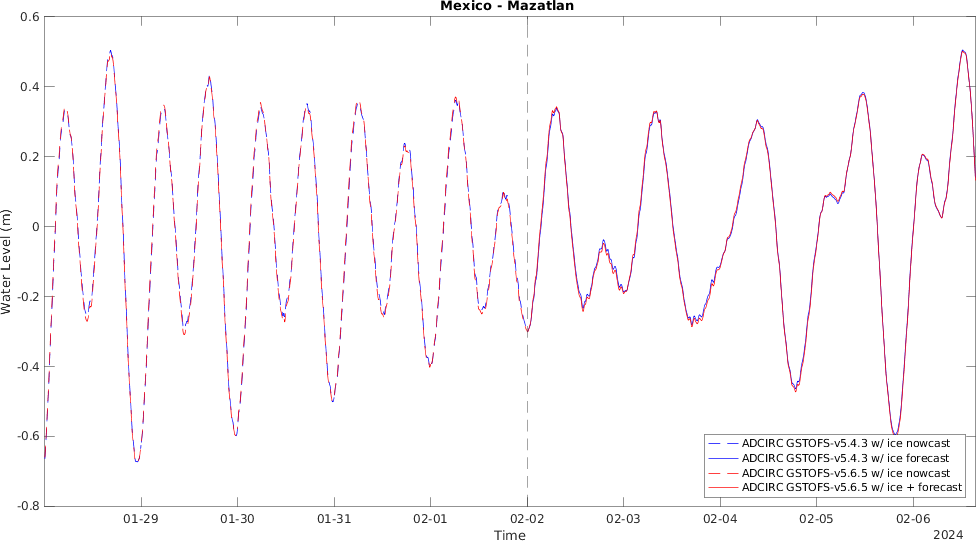 Mexico - Mazatlan
0.6
0.4
0.2
0
-0.2
-0.4
-0.6
-0.8
Water Level (m)
01-29 01-30 01-31 02-01 02-02 02-03 02-04 02-05 02-06
Time
2024
ADCIRC GSTOFS-v5.4.3 w/ ice nowcast
ADCIRC GSTOFS-v5.4.3 w/ ice forecast
ADCIRC GSTOFS-v5.6.5 w/ ice nowcast
ADCIRC GSTOFS-v5.6.5 w/ ice + forecast